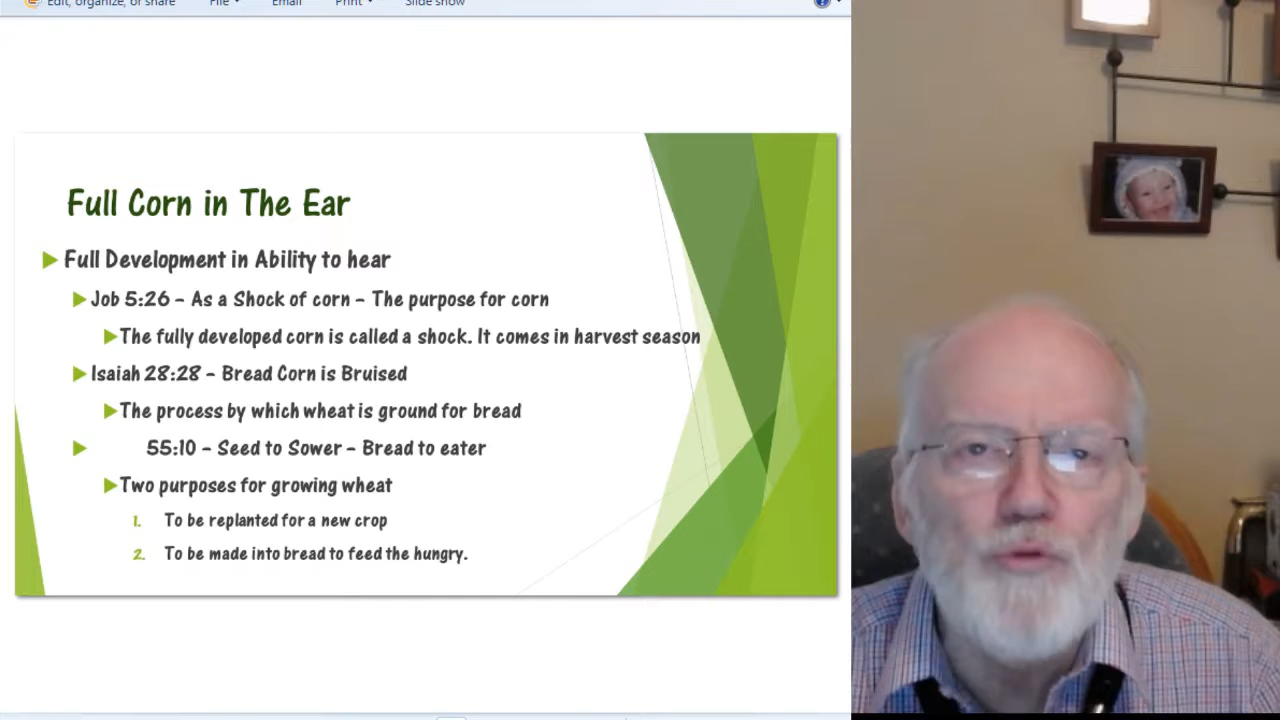 Edit, organize, or share File Email Print Slide show
Full Corn in The Ear
Full Development in Ability to hear
Job 5:26 – As a Shock of corn – The purpose for corn
The fully developed corn is called a shock. It comes in harvest season
Isaiah 28:28 – Bread Corn is Bruised
The process by which wheat is ground for bread
55:10 – Seed to Sower – Bread to eater
Two purposes for growing wheat
1. To be replanted for a new crop
2. To be made into bread to feed the hungry.